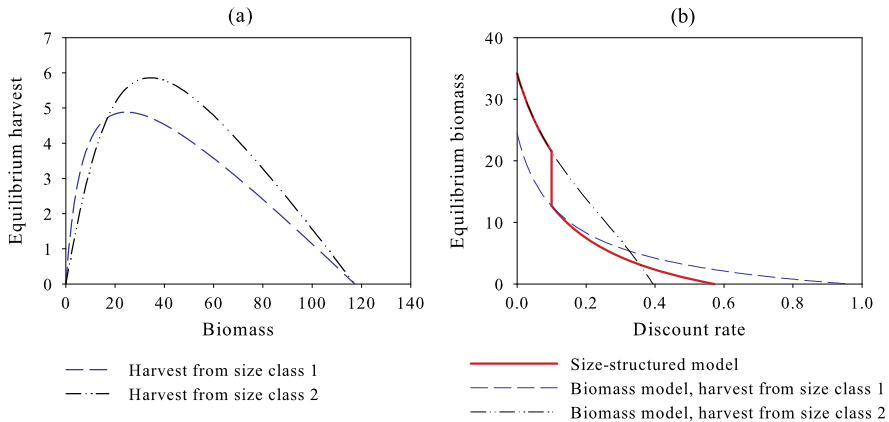 (a)
7
6
5
4
3
2
1
0
Equilibrium harvest
0 20 40 60 80 100 120 140
Biomass
Harvest from size class 1
Harvest from size class 2
(b)
40
30
20
10
0
Equilibrium biomass
0.0 0.2 0.4 0.6 0.8 1.0
Discount rate
Size-structured model
Biomass model, harvest from size class 1
Biomass model, harvest from size class 2